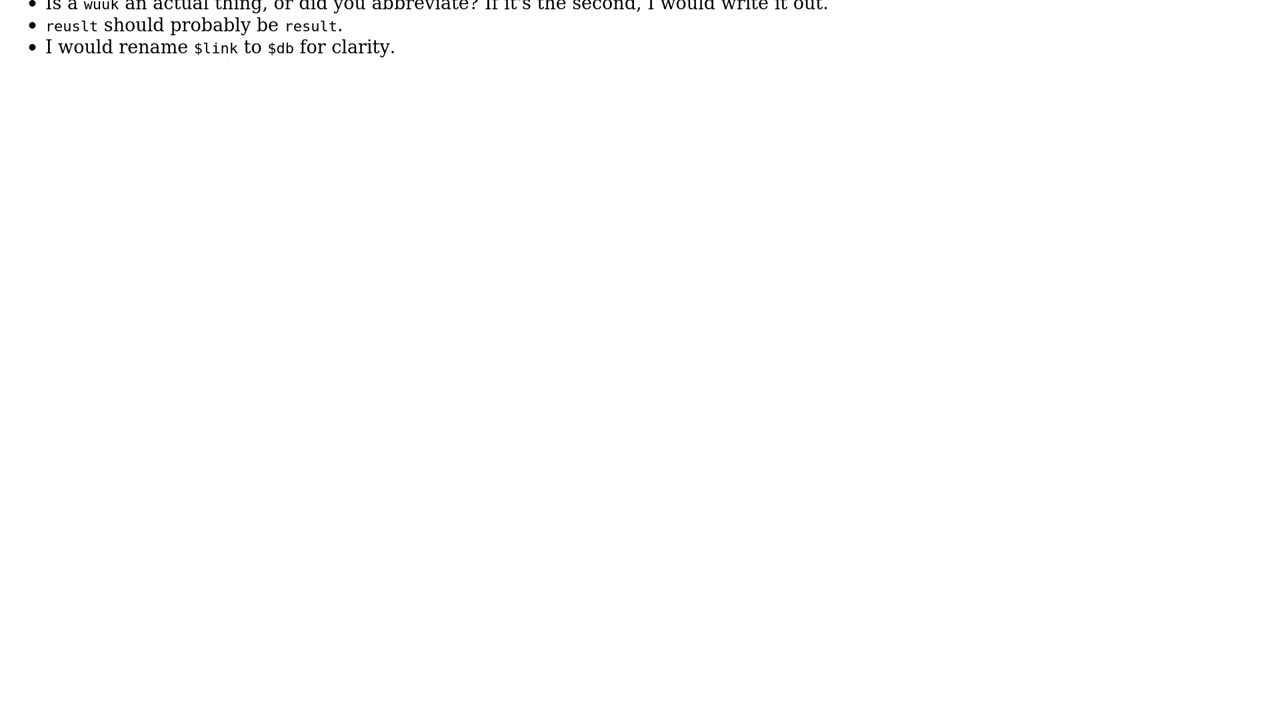 • Is a wuuk an actual thing, or did you abbreviate? If it's the second, I would write it out.
• reuslt should probably be result.
• I would rename $link to $db for clarity.